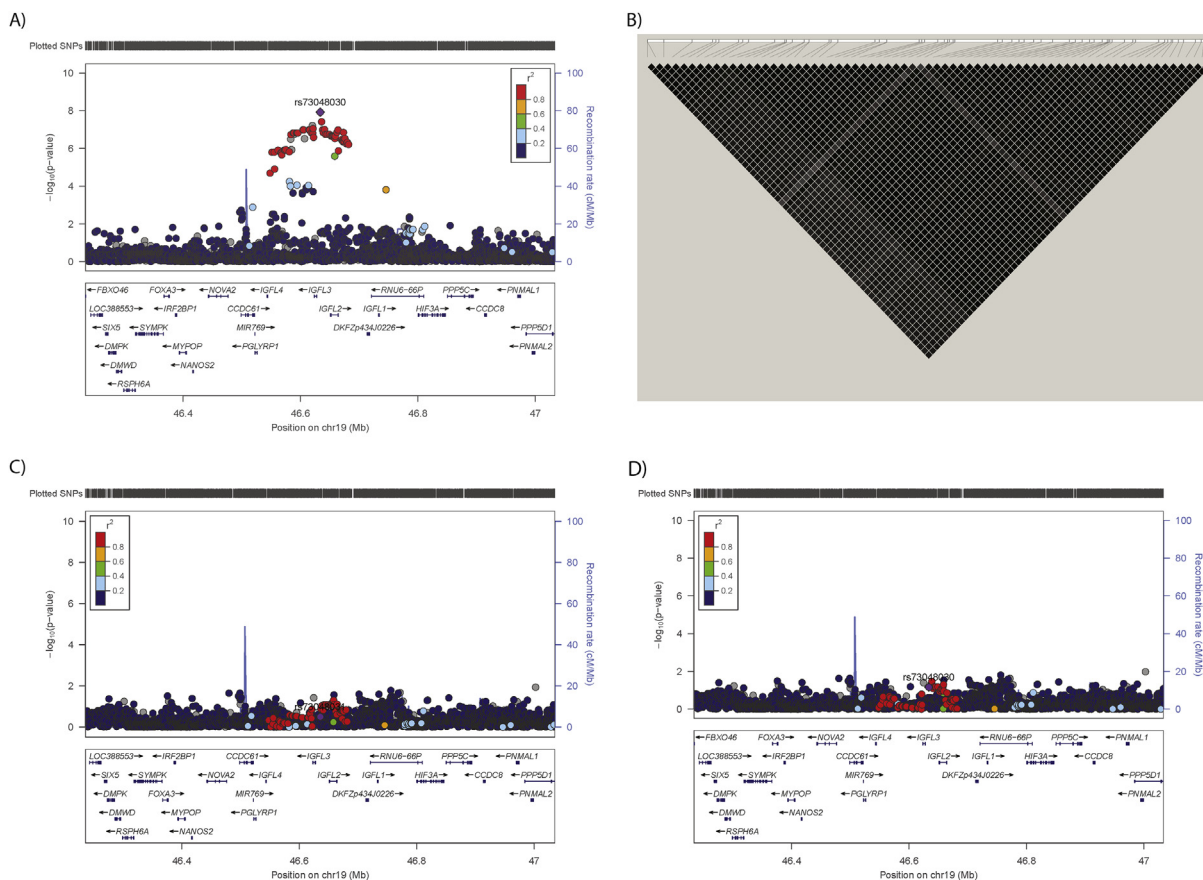 A)
B)
Plotted SNPs
10
8
6
4
2
0
−log10(p−value)
rs73048030
r2
0.8
0.6
0.4
0.2
100
80
60
40
20
0
Recombination rate (cM/Mb)
←FBXO46 FOXA3→ ←NOVA2 ←IGFL4 ←IGFL3 ←RNU6−66P PPP5C→ ←PNMAL1
LOC388553→ ←IRF2BP1 CCDC61→ ←IGFL2 ←IGFL1 HIF3A→ ←CCDC8
←SIX5 ←SYMPK MIR769→ DKFZp434J0226→ PPP5D1→
←DMPK ←MYPOP ←PGLYRP1 ←PNMAL2
←DMWD ←NANOS2
←RSPH6A
46.4 46.6 46.8 47
Position on chr19 (Mb)
C)
D)
Plotted SNPs
10
8
6
4
2
0
−log10(p−value)
r2
0.8
0.6
0.4
0.2
100
80
60
40
20
0
Recombination rate (cM/Mb)
LOC388553→ ←IRF2BP1 CCDC61→ ←IGFL3 ←RNU6−66P PPP5C→ ←PNMAL1
←SIX5 ←SYMPK ←NOVA2 ←IGFL4 IGFL2→ IGFL1→ HIF3A→ ←CCDC8 PPP5D1→
←DMPK FOXA3→ MIR769→ DKFZp434J0226→ ←PNMAL2
←DMWD ←MYPOP ←PGLYRP1
←RSPH6A ←NANOS2
46.4 46.6 46.8 47
Position on chr19 (Mb)
Plotted SNPs
10
8
6
4
2
0
−log10(p−value)
rs73048030
r2
0.8
0.6
0.4
0.2
100
80
60
40
20
0
Recombination rate (cM/Mb)
←FBXO46 FOXA3→ ←NOVA2 ←IGFL4 ←IGFL3 ←RNU6−66P PPP5C→ ←PNMAL1
LOC388553→ ←IRF2BP1 CCDC61→ IGFL2→ IGFL1→ HIF3A→ ←CCDC8
←SIX5 ←SYMPK MIR769→ DKFZp434J0226→ PPP5D1→
←DMPK ←MYPOP ←PGLYRP1 ←PNMAL2
←DMWD ←NANOS2
←RSPH6A
46.4 46.6 46.8 47
Position on chr19 (Mb)